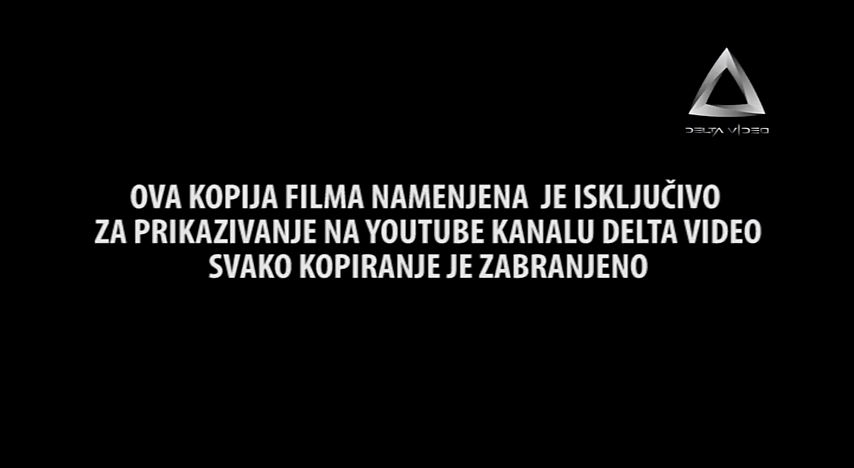 DELTA VIDEO
OVA KOPIJA FILMA NAMENJENA JE ISKLJUČIVO
ZA PRIKAZIVANJE NA YOUTUBE KANALU DELTA VIDEO
SVAKO KOPIRANJE JE ZABRANJENO